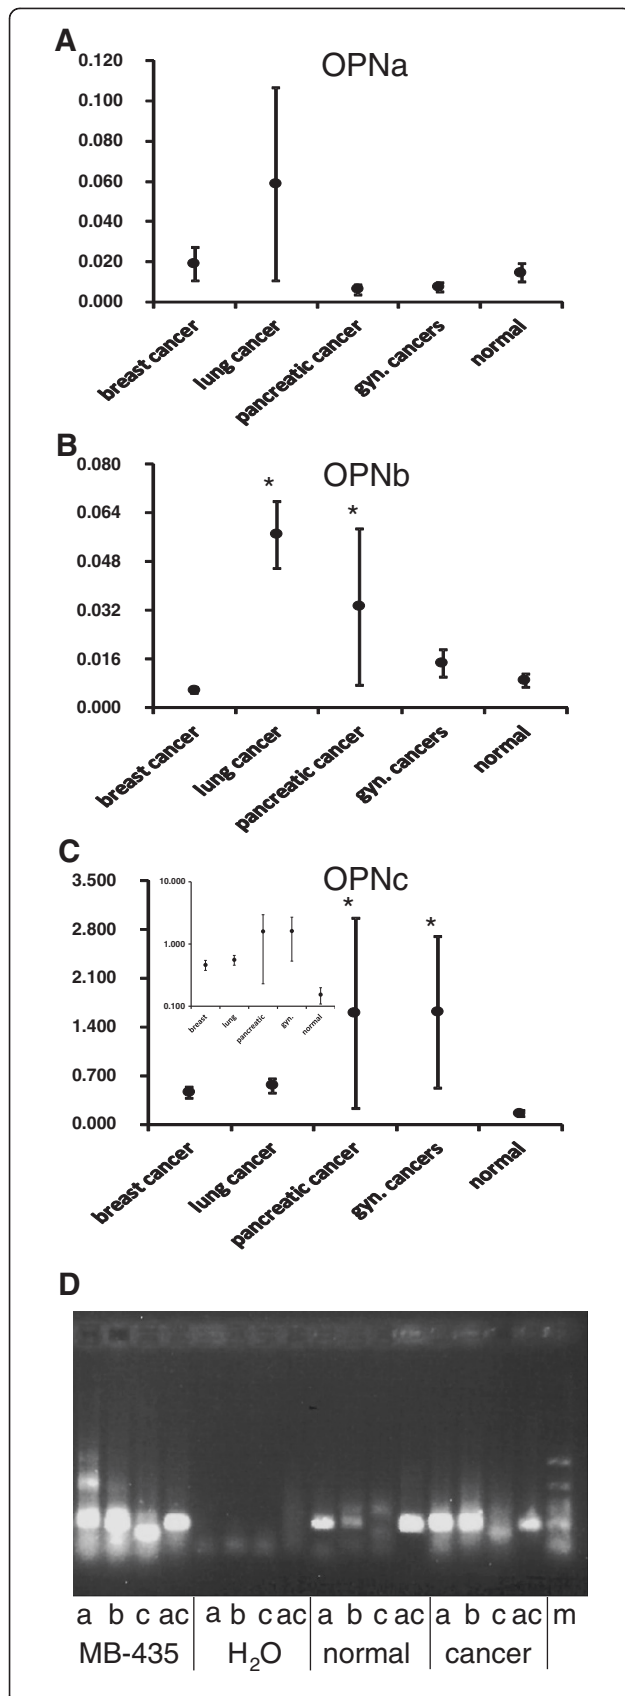 A
OPNa
0.120
0.100
0.080
0.060
0.040
0.020
0.000
breast cancer
lung cancer
pancreatic cancer
gyn. cancers
normal
B
OPNb
0.080
0.064
0.048
0.032
0.016
0.000
*
*
breast cancer
lung cancer
pancreatic cancer
gyn. cancers
normal
C
OPNc
3.500
2.800
2.100
1.400
0.700
0.000
10.000
1.000
0.100
breast
lung
pancreatic
gyn.
normal
*
*
breast cancer
lung cancer
pancreatic cancer
gyn. cancers
normal
D
a b c ac a b c ac a b c ac a b c ac m
MB-435 H₂O normal cancer